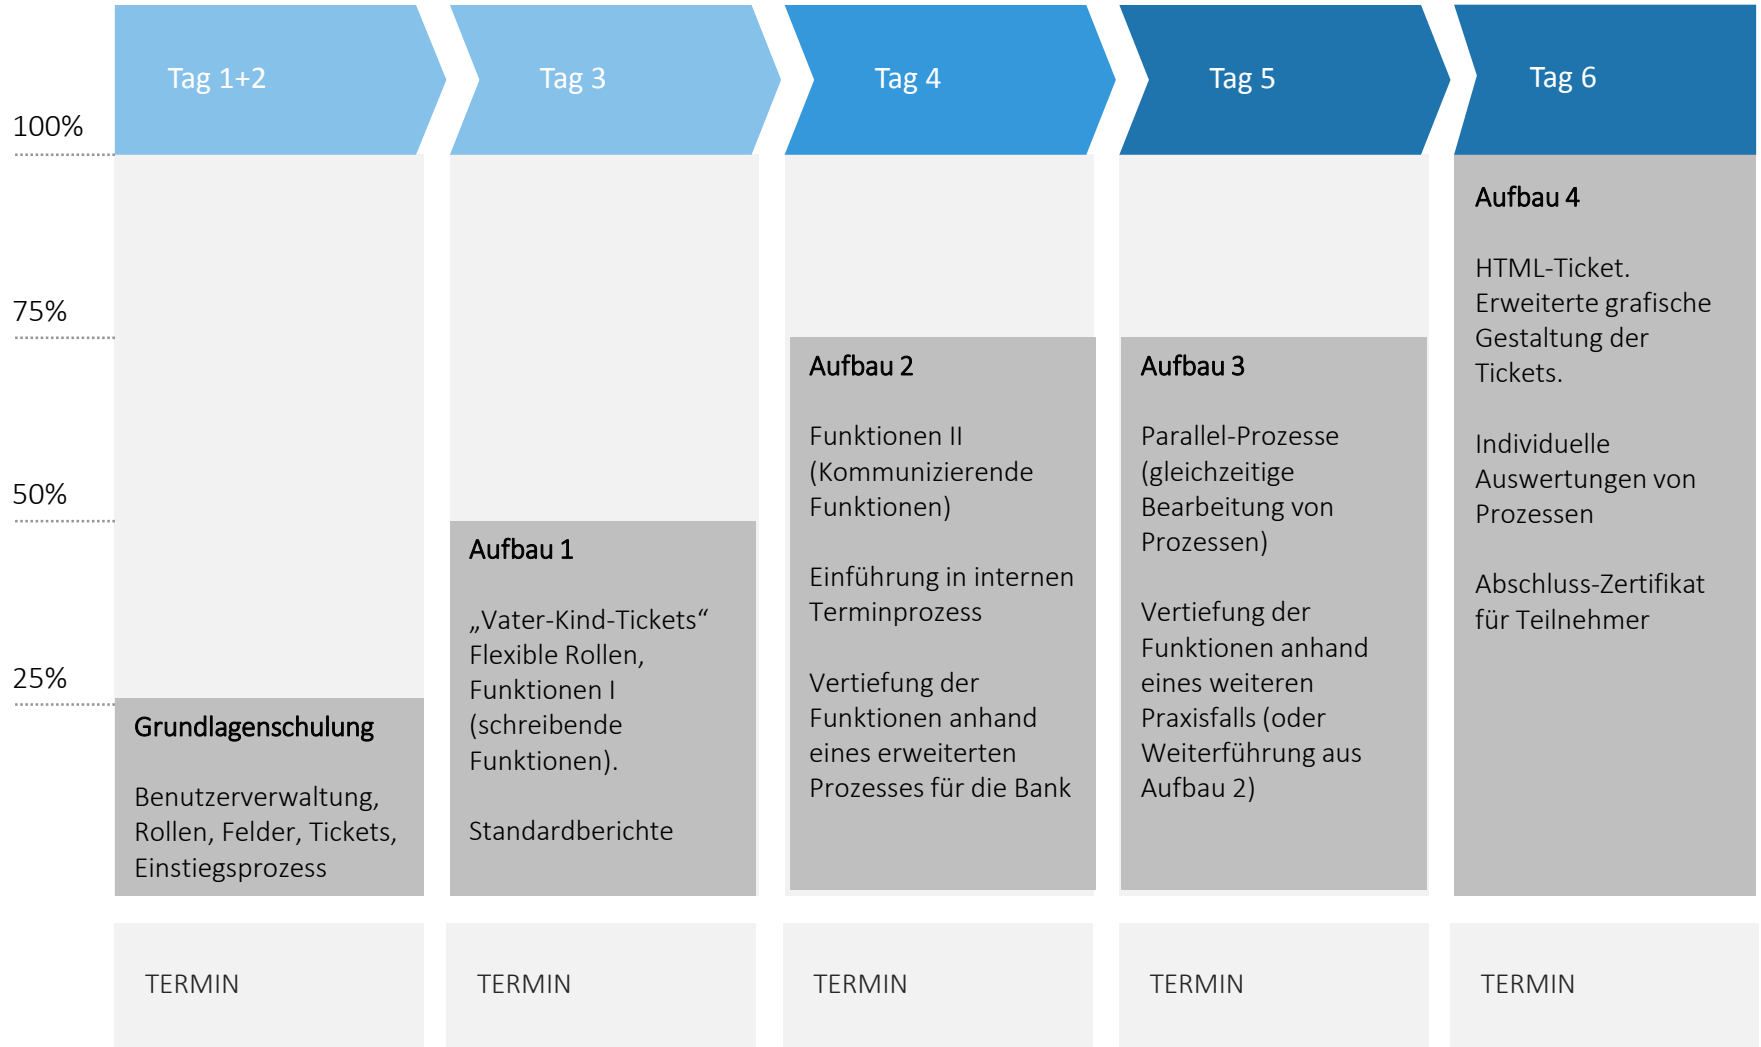 Tag 1+2
Tag 3
Tag 4
Tag 5
Tag 6
100%
75%
50%
25%
Grundlagenschulung
Benutzerverwaltung,
Rollen, Felder, Tickets,
Einstiegsprozess
Aufbau 1
„Vater-Kind-Tickets“
Flexible Rollen,
Funktionen I
(schreibende
Funktionen).
Standardberichte
Aufbau 2
Funktionen II
(Kommunizierende
Funktionen)
Einführung in internen
Terminprozess
Vertiefung der
Funktionen anhand
eines erweiterten
Prozesses für die Bank
Aufbau 3
Parallel-Prozesse
(gleichzeitige
Bearbeitung von
Prozessen)
Vertiefung der
Funktionen anhand
eines weiteren
Praxisfalls (oder
Weiterführung aus
Aufbau 2)
Aufbau 4
HTML-Ticket.
Erweiterte grafische
Gestaltung der
Tickets.
Individuelle
Auswertungen von
Prozessen
Abschluss-Zertifikat
für Teilnehmer
TERMIN
TERMIN
TERMIN
TERMIN
TERMIN